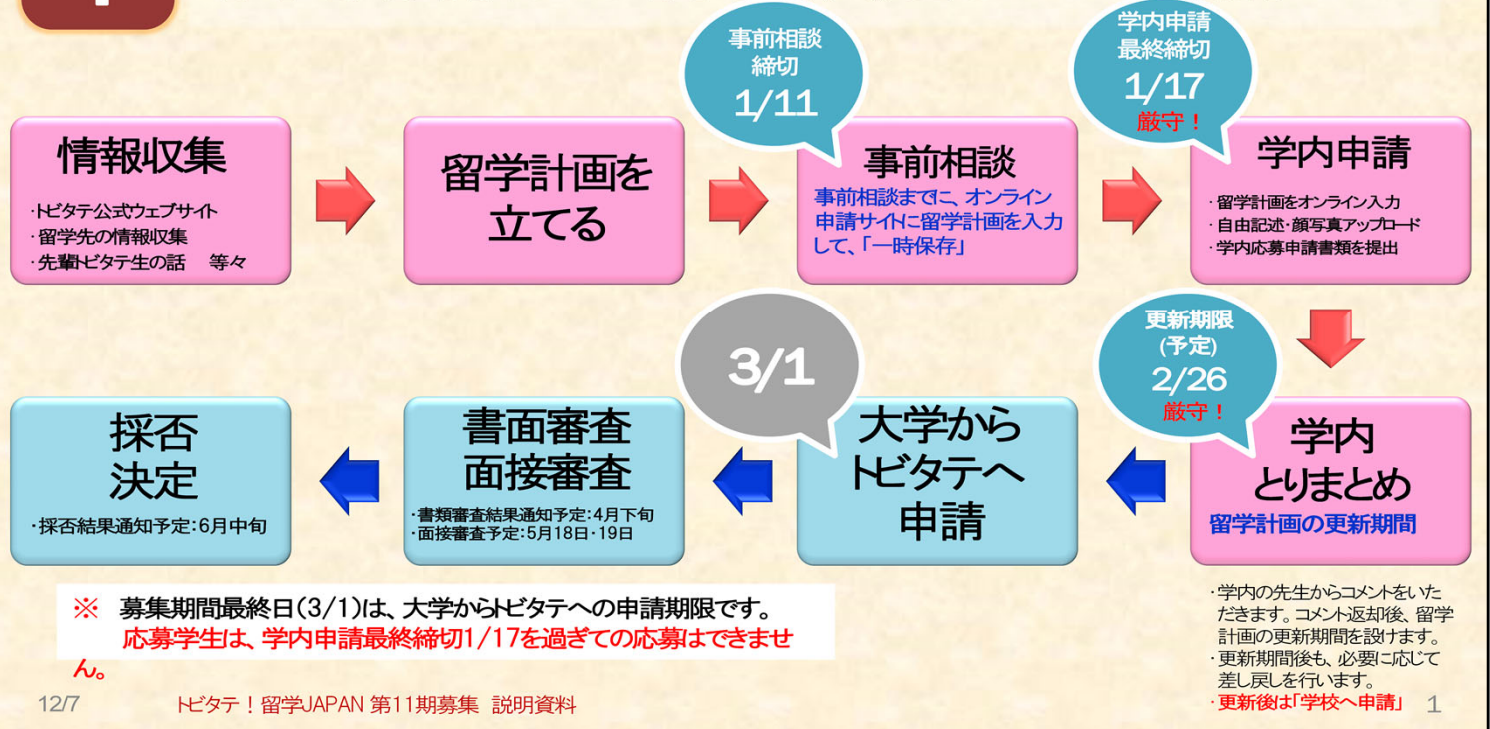 事前相談
締切
1/11
学内申請
最終締切
1/17
厳守！
情報収集
・トビタテ公式ウェブサイト
・留学先の情報収集
・先輩トビタテ生の話　等々
留学計画を
立てる
事前相談
事前相談までに、オンライン
申請サイトに留学計画を入力
して、「一時保存」
学内申請
・留学計画をオンライン入力
・自由記述・顔写真アップロード
・学内応募申請書類を提出
更新期限
(予定)
2/26
厳守！
学内
とりまとめ
留学計画の更新期間
・学内の先生からコメントをいた
だきます。コメント返却後、留学
計画の更新期間を設けます。
・更新期間後も、必要に応じて
差し戻しを行います。
・更新後は「学校へ申請」
3/1
大学から
トビタテへ
申請
書面審査
面接審査
・書類審査結果通知予定：4月下旬
・面接審査予定：5月18日・19日
採否
決定
・採否結果通知予定：6月中旬
※　募集期間最終日（3/1）は、大学からトビタテへの申請期限です。
応募学生は、学内申請最終締切1/17を過ぎての応募はできませ
ん。
12/7
トビタテ！留学JAPAN 第11期募集 説明資料
1